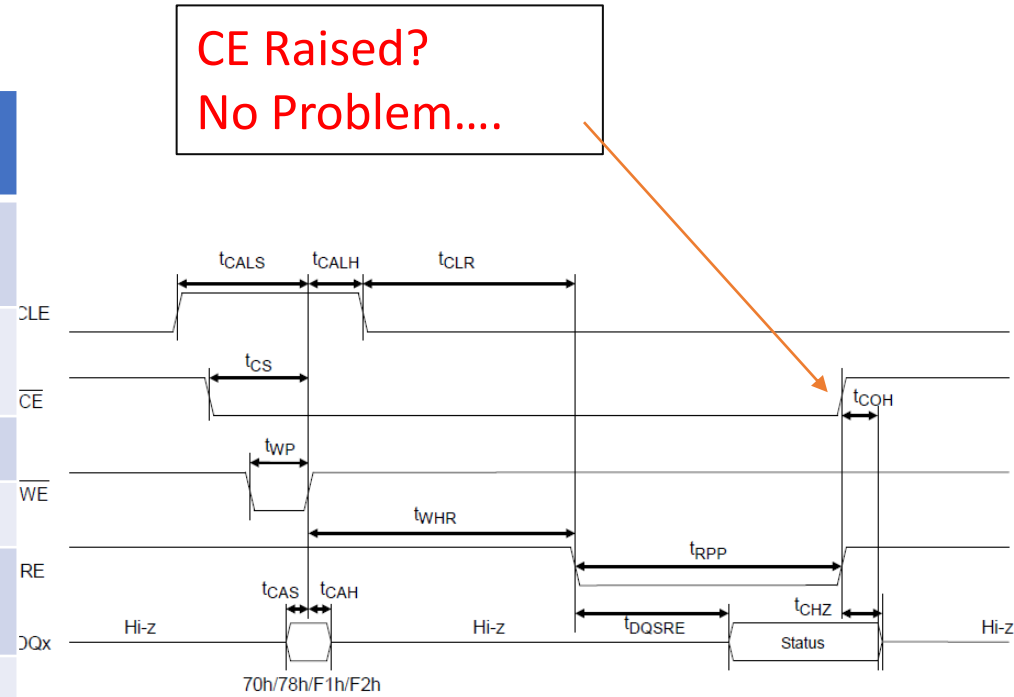 CE Raised?
No Problem....
tCALS tCALH tCLR
CLE
tCS
CE
tCOH
tWP
WE
tWHR
RE
tRPP
tCAS tCAH
tCHZ
Hi-z
Hi-z
tDQSRE
Status
Hi-z
DQx
70h/78h/F1h/F2h